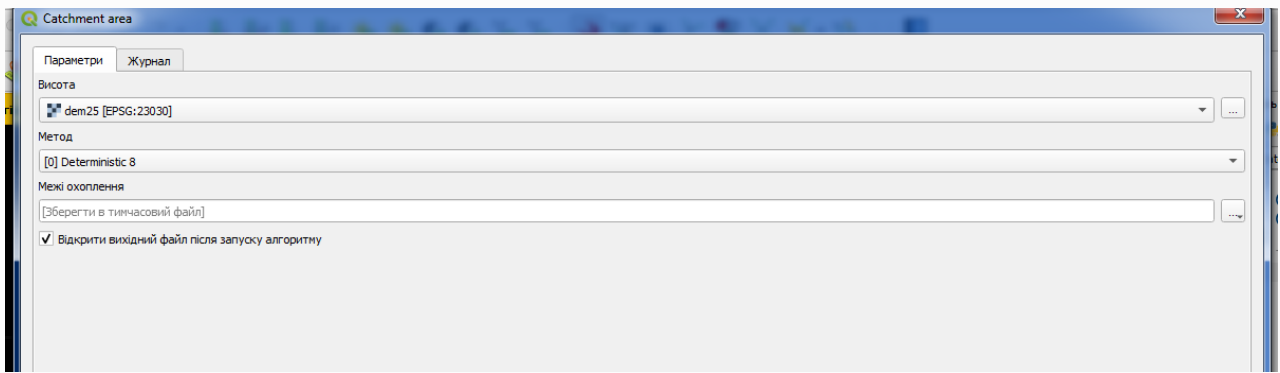 Catchment area
Параметри Журнал
Висота
dem25 [EPSG:23030]
...
Метод
[0] Deterministic 8
Межі охоплення
[Зберегти в тимчасовий файл]
...
Відкрити вихідний файл після запуску алгоритму